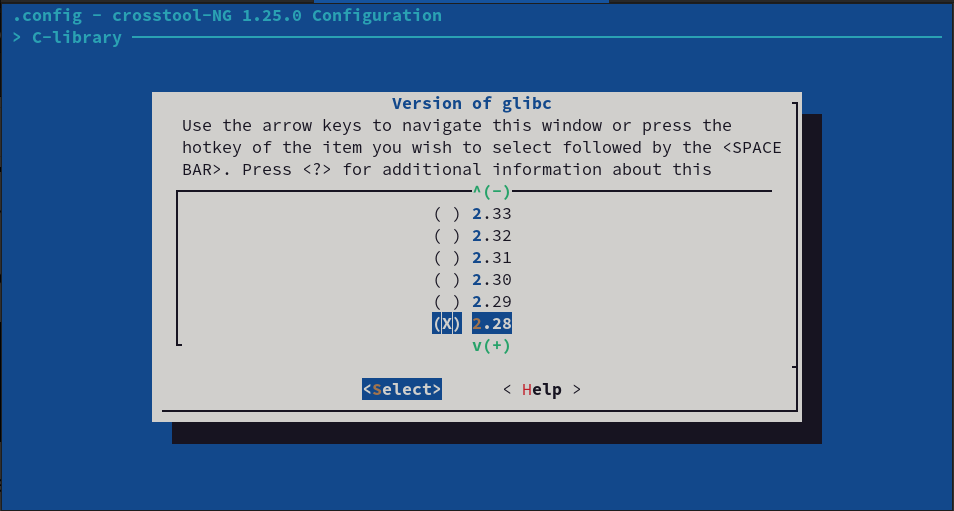 .config - crosstool-NG 1.25.0 Configuration
> C-library
Version of glibc
Use the arrow keys to navigate this window or press the
hotkey of the item you wish to select followed by the <SPACE
BAR>. Press <?> for additional information about this
^(-)
( ) 2.33
( ) 2.32
( ) 2.31
( ) 2.30
( ) 2.29
(X) 2.28
v(+)
<Select> < Help >